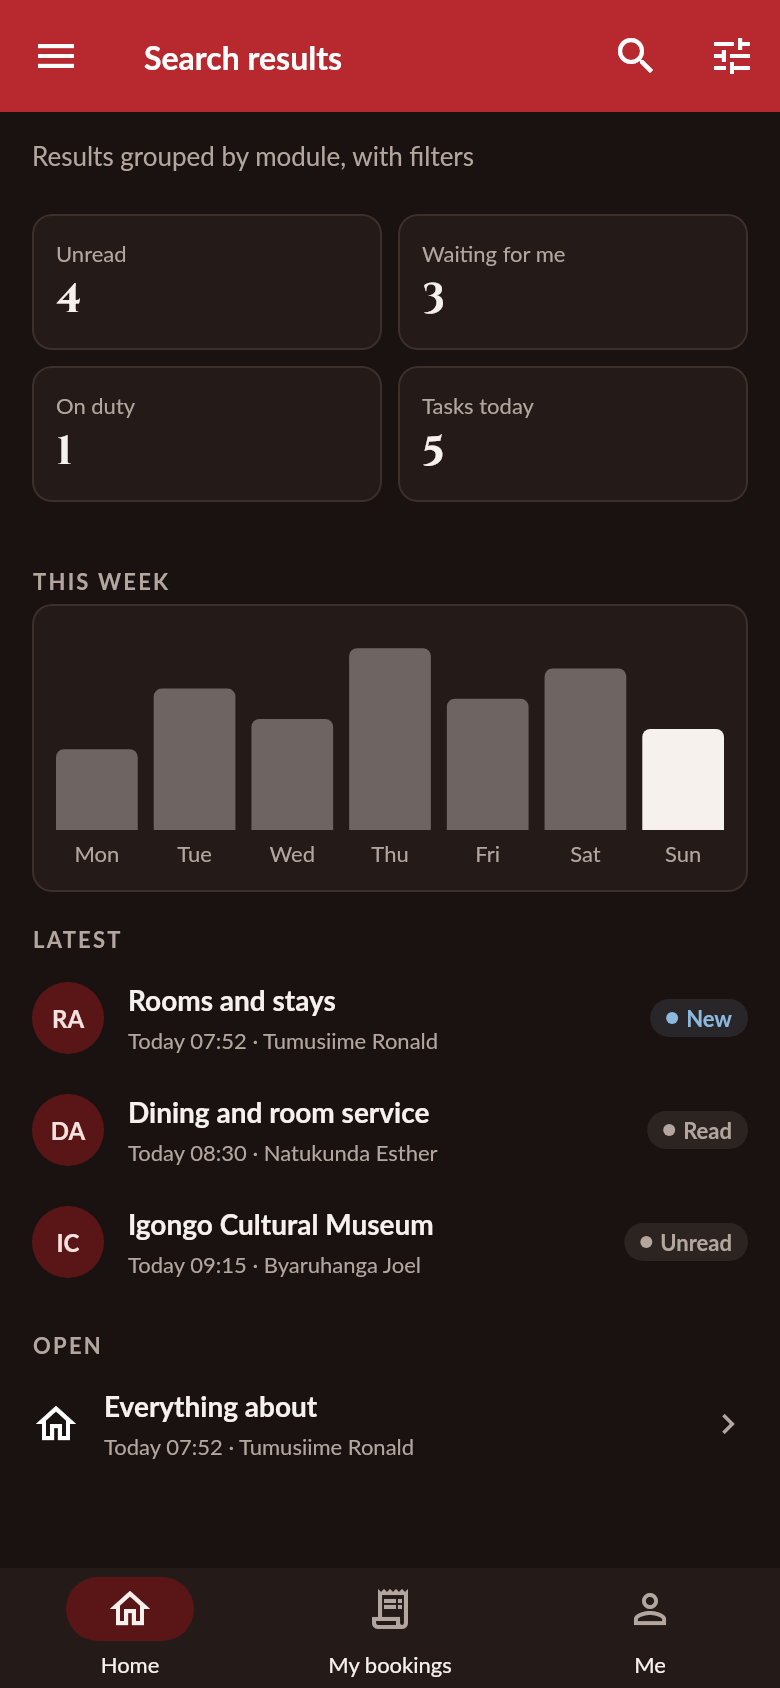 Search results
Results grouped by module, with filters
Unread
4
Waiting for me
3
On duty
1
Tasks today
5
THIS WEEK
Mon Tue Wed Thu Fri Sat Sun
LATEST
RA
Rooms and stays
Today 07:52 · Tumusiime Ronald
New
DA
Dining and room service
Today 08:30 · Natukunda Esther
Read
IC
Igongo Cultural Museum
Today 09:15 · Byaruhanga Joel
Unread
OPEN
Everything about
Today 07:52 · Tumusiime Ronald
Home
My bookings
Me